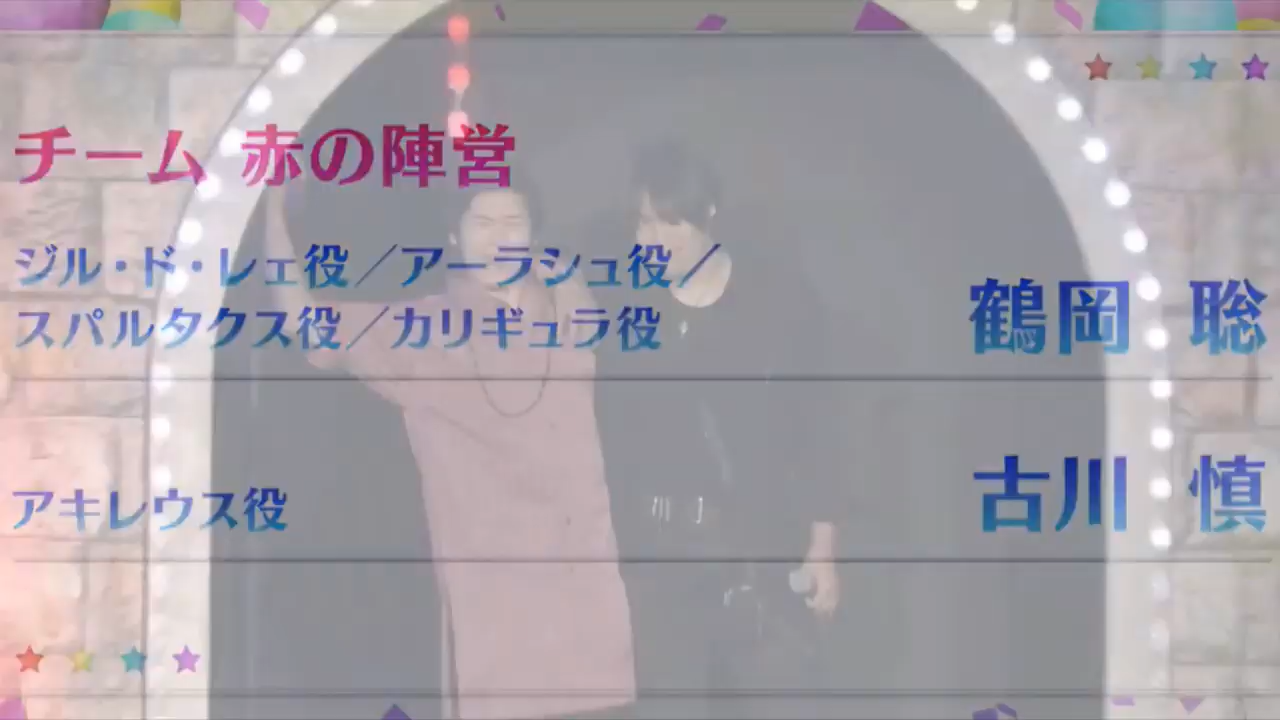 チーム 赤の陣営
ジル・ド・レェ役／アーラシュ役／
スパルタクス役／カリギュラ役
鶴岡 聡
アキレウス役
古川 慎